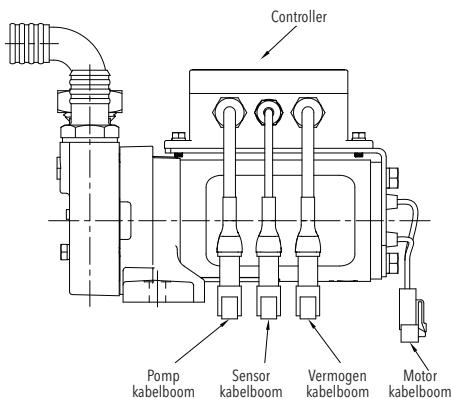 Controller
Pomp
kabelboom
Sensor
kabelboom
Vermogen
kabelboom
Motor
kabelboom